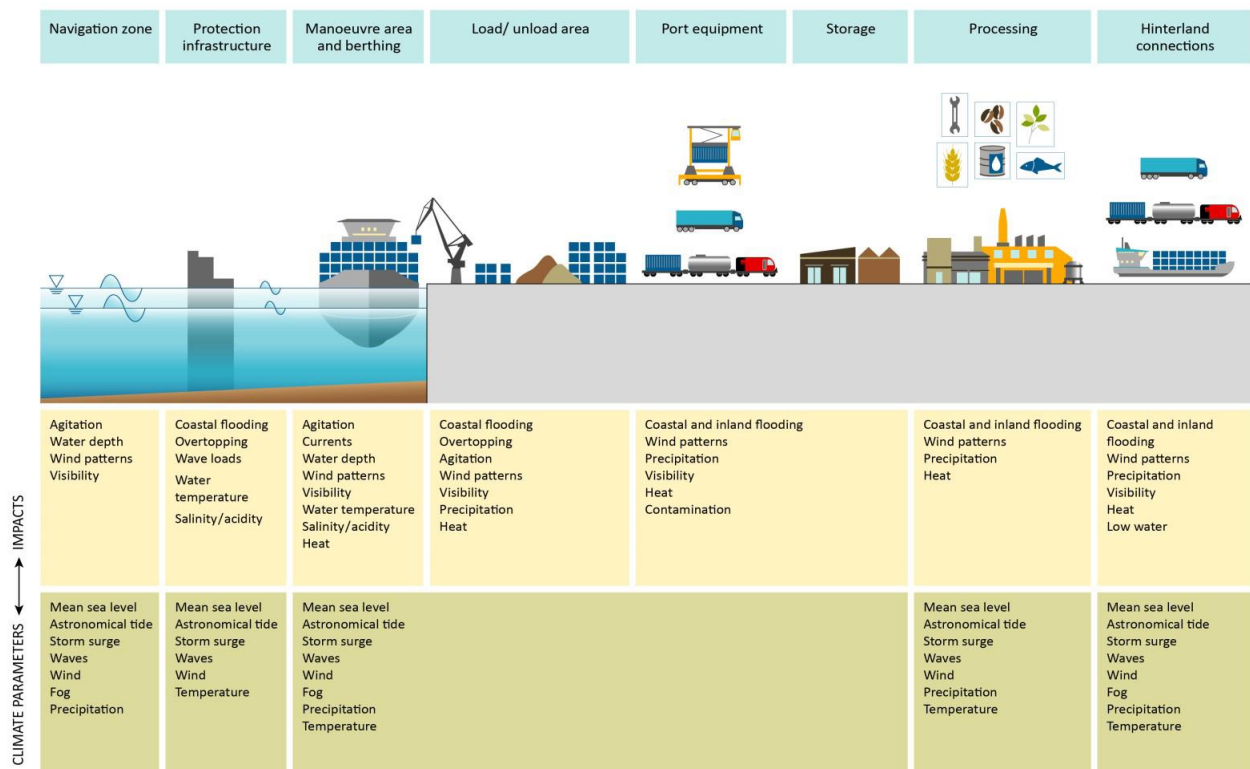 Navigation zone
Protection
infrastructure
Manoeuvre area
and berthing
Load/ unload area
Port equipment
Storage
Processing
Hinterland
connections
IMPACTS
Agitation
Water depth
Wind patterns
Visibility
Coastal flooding
Overtopping
Wave loads
Water
temperature
Salinity/acidity
Agitation
Currents
Water depth
Wind patterns
Visibility
Water temperature
Salinity/acidity
Heat
Coastal flooding
Overtopping
Agitation
Wind patterns
Visibility
Precipitation
Heat
Coastal and inland flooding
Wind patterns
Precipitation
Visibility
Heat
Contamination
Coastal and inland flooding
Wind patterns
Precipitation
Heat
Coastal and inland
flooding
Wind patterns
Precipitation
Visibility
Heat
Low water
CLIMATE PARAMETERS
Mean sea level
Astronomical tide
Storm surge
Waves
Wind
Fog
Precipitation
Mean sea level
Astronomical tide
Storm surge
Waves
Wind
Temperature
Mean sea level
Astronomical tide
Storm surge
Waves
Wind
Fog
Precipitation
Temperature
Mean sea level
Astronomical tide
Storm surge
Waves
Wind
Precipitation
Temperature
Mean sea level
Astronomical tide
Storm surge
Waves
Wind
Fog
Precipitation
Temperature